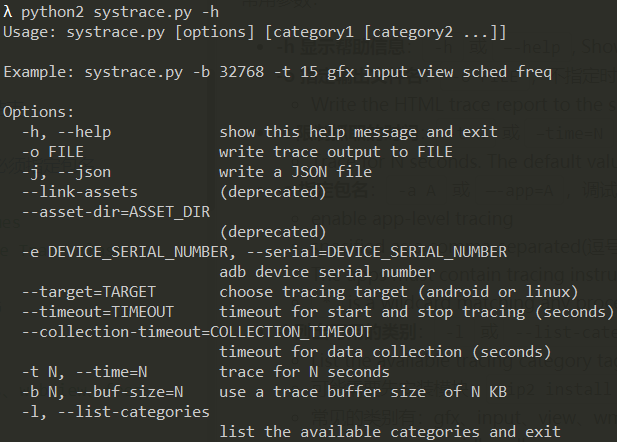 λ python2 systrace.py -h
Usage: systrace.py [options] [category1 [category2 ...]]
Example: systrace.py -b 32768 -t 15 gfx input view sched freq
Options:
-h, --help show this help message and exit
-o FILE write trace output to FILE
-j, --json write a JSON file
--link-assets (deprecated)
--asset-dir=ASSET_DIR
(deprecated)
-e DEVICE_SERIAL_NUMBER, --serial=DEVICE_SERIAL_NUMBER
adb device serial number
--target=TARGET choose tracing target (android or linux)
--timeout=TIMEOUT timeout for start and stop tracing (seconds)
--collection-timeout=COLLECTION_TIMEOUT
timeout for data collection (seconds)
-t N, --time=N trace for N seconds
-b N, --buf-size=N use a trace buffer size of N KB
-l, --list-categories
list the available categories and exit